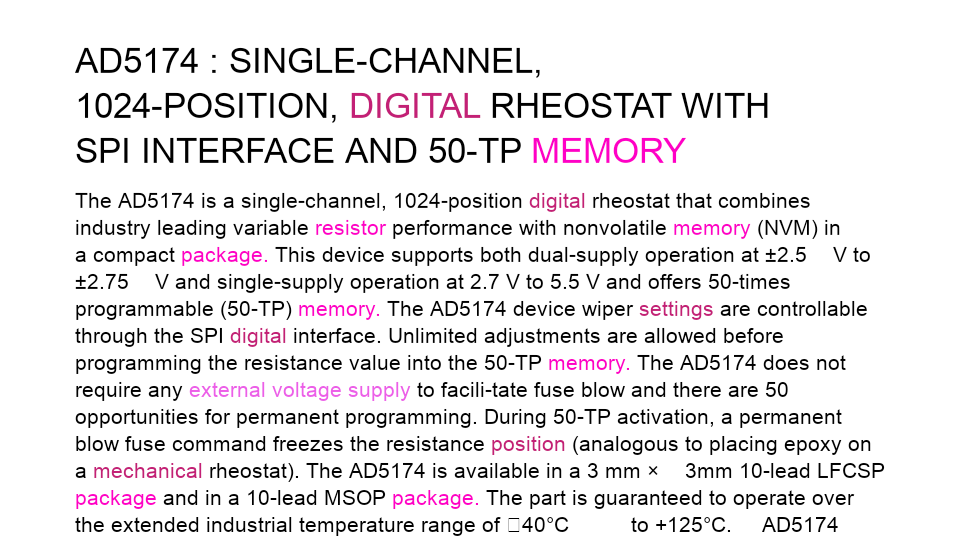 AD5174 : SINGLE-CHANNEL,
1024-POSITION, DIGITAL RHEOSTAT WITH
SPI INTERFACE AND 50-TP MEMORY
The AD5174 is a single-channel, 1024-position digital rheostat that combines
industry leading variable resistor performance with nonvolatile memory (NVM) in
a compact package. This device supports both dual-supply operation at ±2.5 V to
±2.75 V and single-supply operation at 2.7 V to 5.5 V and offers 50-times
programmable (50-TP) memory. The AD5174 device wiper settings are controllable
through the SPI digital interface. Unlimited adjustments are allowed before
programming the resistance value into the 50-TP memory. The AD5174 does not
require any external voltage supply to facili-tate fuse blow and there are 50
opportunities for permanent programming. During 50-TP activation, a permanent
blow fuse command freezes the resistance position (analogous to placing epoxy on
a mechanical rheostat). The AD5174 is available in a 3 mm × 3mm 10-lead LFCSP
package and in a 10-lead MSOP package. The part is guaranteed to operate over
the extended industrial temperature range of □40°C to +125°C. AD5174